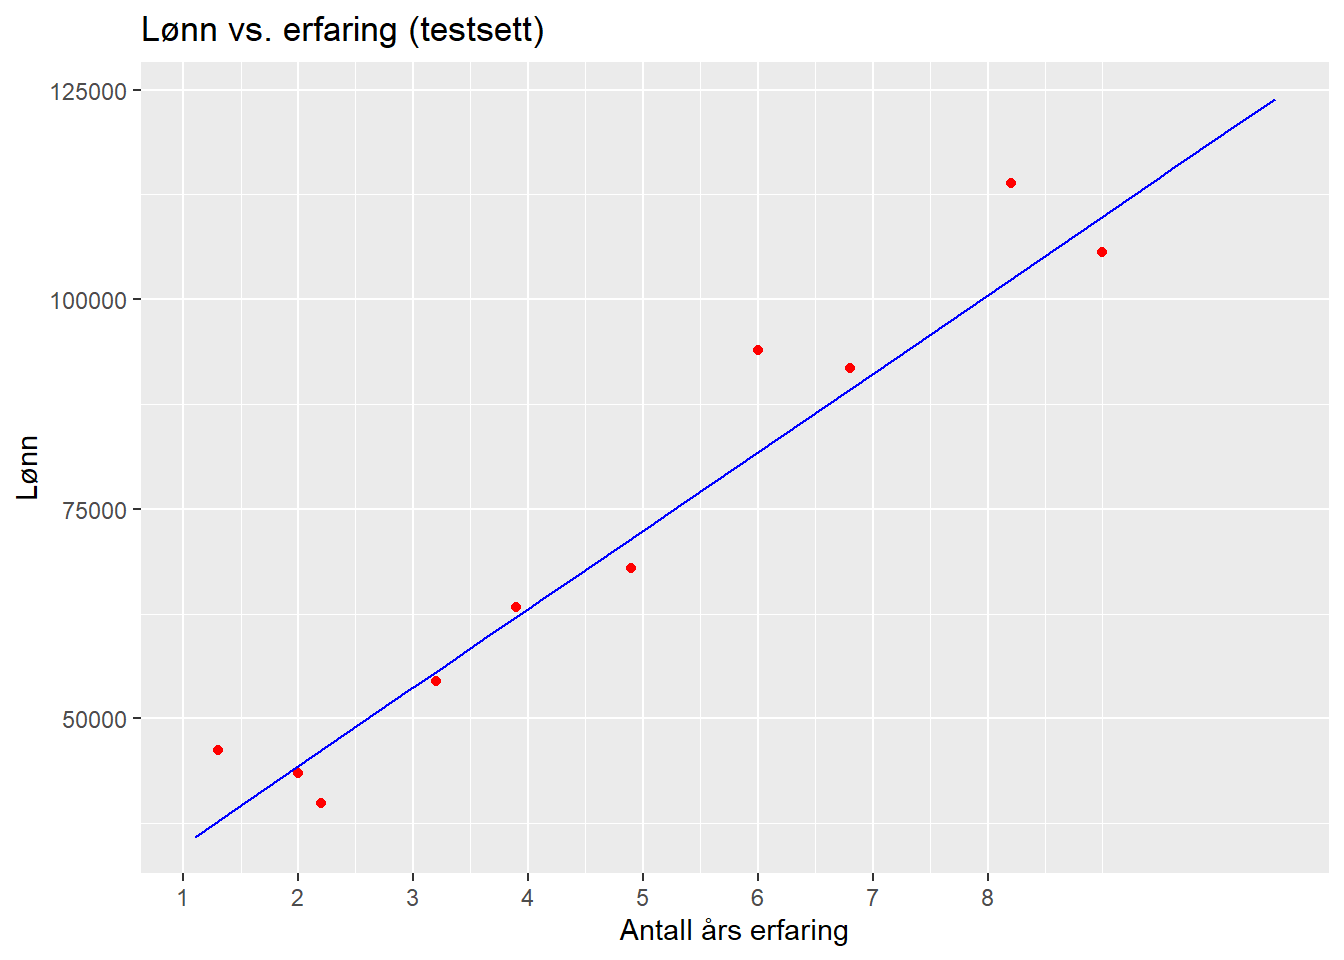 Lønn vs. erfaring (testsett)
125000
100000
75000
50000
Lønn
1 2 3 4 5 6 7 8
Antall års erfaring